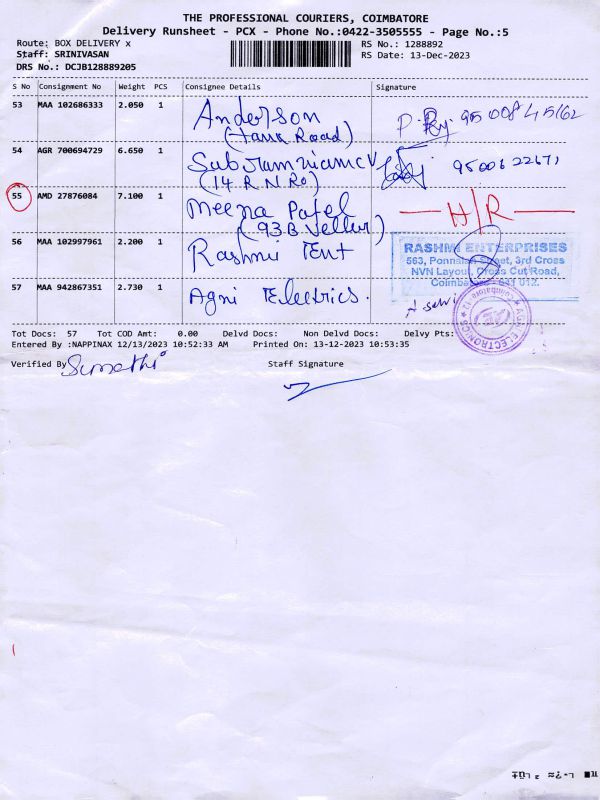 THE PROFESSIONAL COURIERS, COIMBATORE
Delivery Runsheet - PCX - Phone No.:0422-3505555 - Page No.:5
Route: BOX DELIVERY x RS No.: 1288892
Staff: SRINIVASAN RS Date: 13-Dec-2023
DRS No.: DCJB128889205
S No Consignment No Weight PCS Consignee Details Signature
53 MAA 102686333 2.050 1 Anderson
(tank Road)
54 AGR 700694729 6.650 1
(14 R N Ro)
55 AMD 27876084 7.100 1 Meena Patel H/R
(93B Vellur)
56 MAA 102997961 2.200 1 Rashmi Tent
RASHMI ENTERPRISES
563, Ponnaian Street, 3rd Cross
NVN Layout, Cross Cut Road,
Coimbatore - 641 012.
57 MAA 942867351 2.730 1 Agni Electrics.
Tot Docs: 57 Tot COD Amt: 0.00 Delvd Docs: Non Delvd Docs: Delvy Pts:
Entered By :NAPPINAX 12/13/2023 10:52:33 AM Printed On: 13-12-2023 10:53:35
Verified By Sumathi Staff Signature